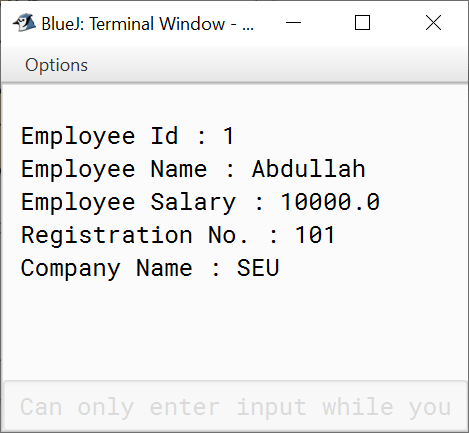 BlueJ: Terminal Window - ...
Options
Employee Id : 1
Employee Name : Abdullah
Employee Salary : 10000.0
Registration No. : 101
Company Name : SEU
Can only enter input while you